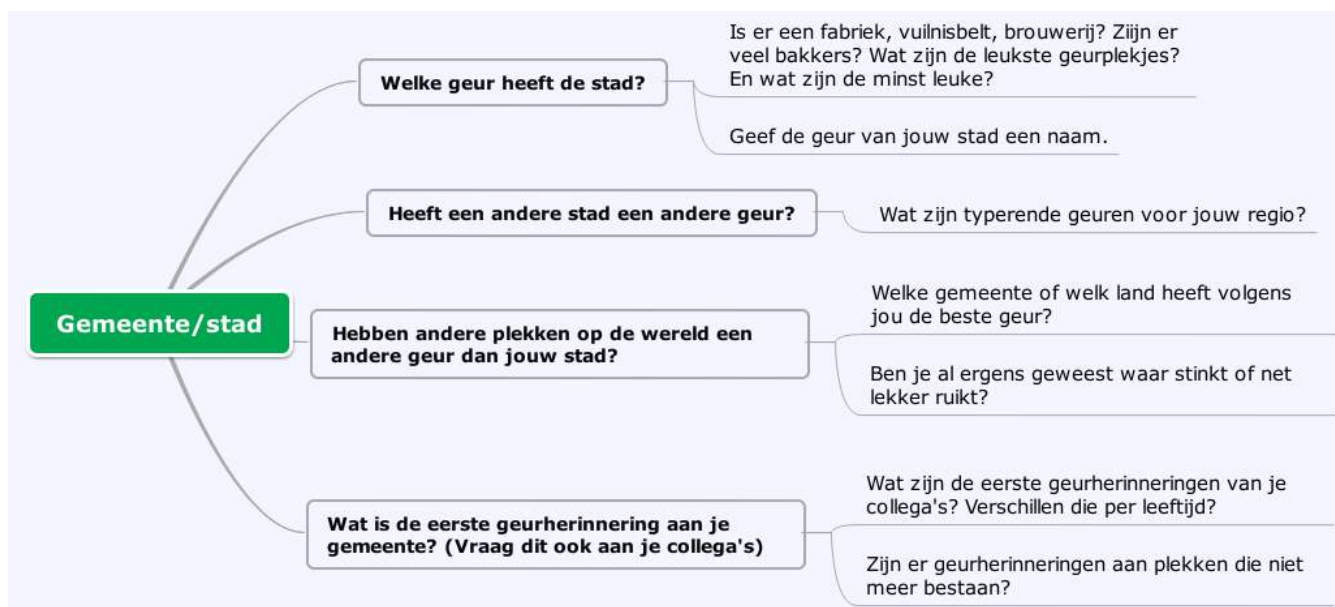 Gemeente/stad
Welke geur heeft de stad?
Is er een fabriek, vuilnisbelt, brouwerij? Ziijn er
veel bakkers? Wat zijn de leukste geurplekjes?
En wat zijn de minst leuke?
Geef de geur van jouw stad een naam.
Heeft een andere stad een andere geur?
Wat zijn typerende geuren voor jouw regio?
Hebben andere plekken op de wereld een
andere geur dan jouw stad?
Welke gemeente of welk land heeft volgens
jou de beste geur?
Ben je al ergens geweest waar stinkt of net
lekker ruikt?
Wat is de eerste geurherinnering aan je
gemeente? (Vraag dit ook aan je collega's)
Wat zijn de eerste geurherinneringen van je
collega's? Verschillen die per leeftijd?
Zijn er geurherinneringen aan plekken die niet
meer bestaan?